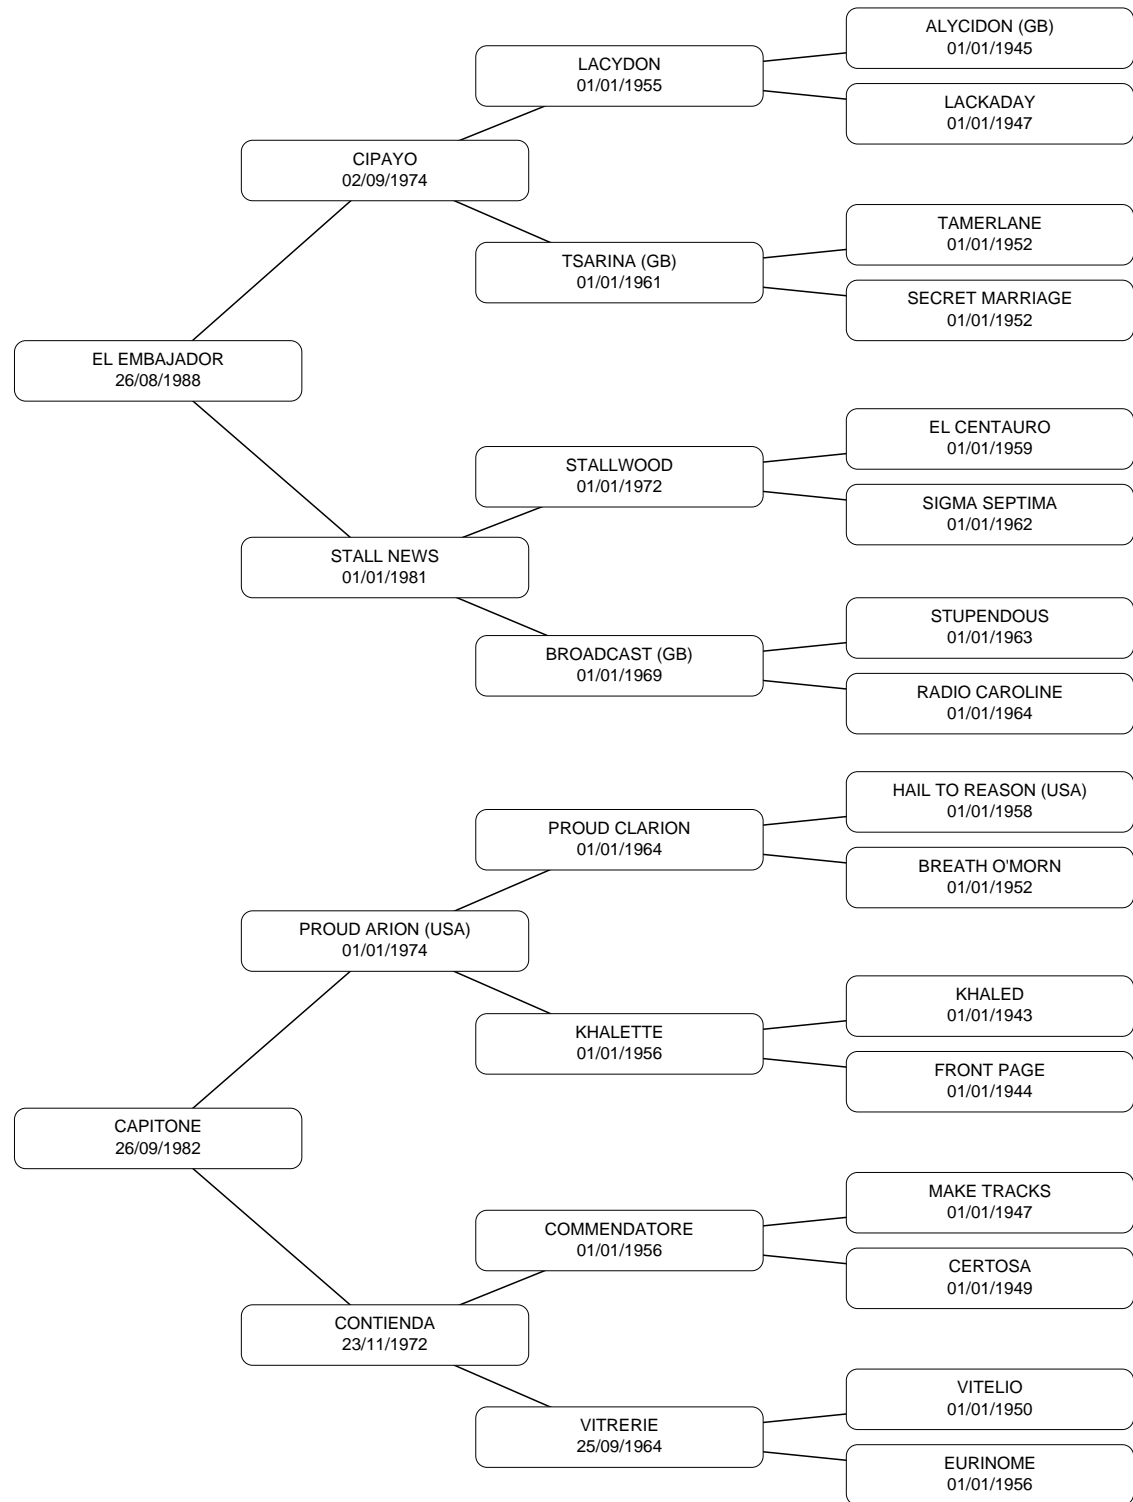 ALYCIDON (GB)
01/01/1945
LACYDON
01/01/1955
LACKADAY
01/01/1947
CIPAYO
02/09/1974
TAMERLANE
01/01/1952
TSARINA (GB)
01/01/1961
SECRET MARRIAGE
01/01/1952
EL EMBAJADOR
26/08/1988
EL CENTAURO
01/01/1959
STALLWOOD
01/01/1972
SIGMA SEPTIMA
01/01/1962
STALL NEWS
01/01/1981
STUPENDOUS
01/01/1963
BROADCAST (GB)
01/01/1969
RADIO CAROLINE
01/01/1964
HAIL TO REASON (USA)
01/01/1958
PROUD CLARION
01/01/1964
BREATH O'MORN
01/01/1952
PROUD ARION (USA)
01/01/1974
KHALED
01/01/1943
KHALETTE
01/01/1956
FRONT PAGE
01/01/1944
CAPITONE
26/09/1982
MAKE TRACKS
01/01/1947
COMMENDATORE
01/01/1956
CERTOSA
01/01/1949
CONTIENDA
23/11/1972
VITELIO
01/01/1950
VITRERIE
25/09/1964
EURINOME
01/01/1956